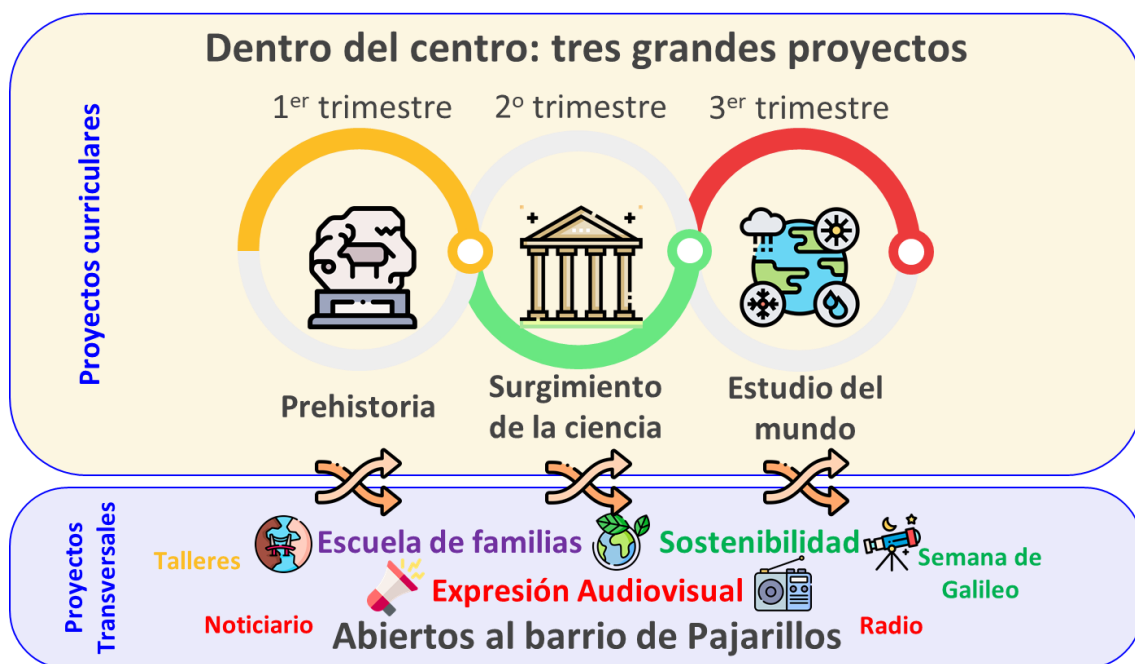 Dentro del centro: tres grandes proyectos
1er trimestre
2º trimestre
3er trimestre
Proyectos curriculares
Prehistoria
Surgimiento
de la ciencia
Estudio del
mundo
Proyectos
Transversales
Talleres
Escuela de familias
Sostenibilidad
Semana de
Galileo
Expresión Audiovisual
Noticiario
Radio
Abiertos al barrio de Pajarillos